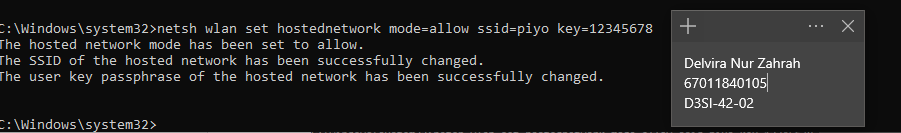 C:\Windows\system32>netsh wlan set hostednetwork mode=allow ssid=piyo key=12345678
The hosted network mode has been set to allow.
The SSID of the hosted network has been successfully changed.
The user key passphrase of the hosted network has been successfully changed.
C:\Windows\system32>
Delvira Nur Zahrah
67011840105
D3SI-42-02